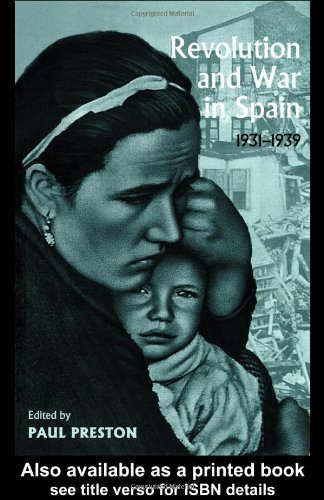 Revolution
and War
in Spain
1931–1939
Edited by
PAUL PRESTON
Also available as a printed book
see title verso for ISBN details